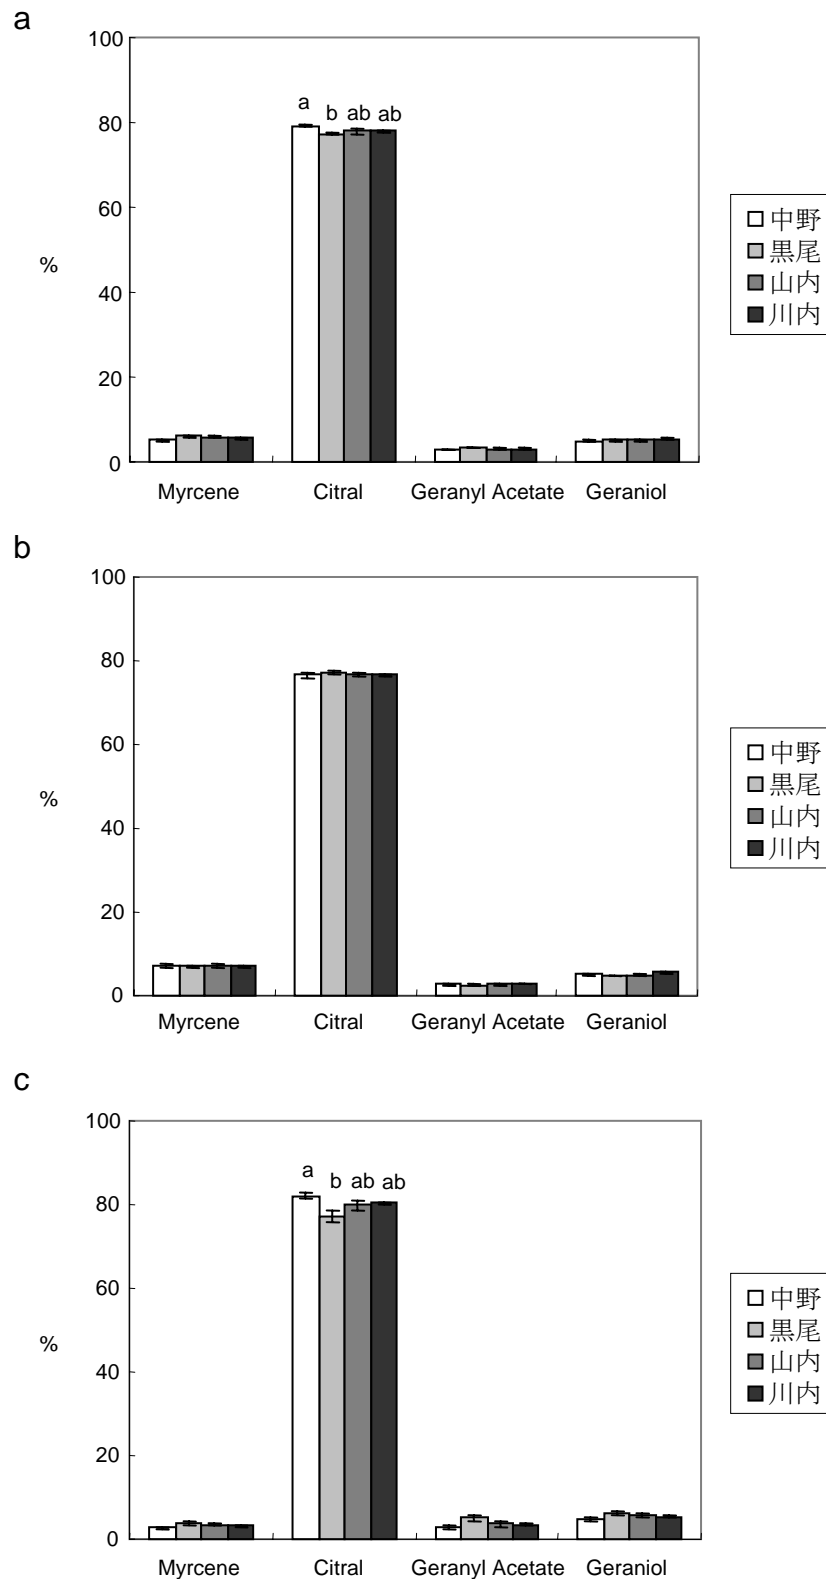 a
100
80
60
40
20
0
%
a b ab ab
Myrcene Citral Geranyl Acetate Geraniol
中野
黒尾
山内
川内
b
100
80
60
40
20
0
%
Myrcene Citral Geranyl Acetate Geraniol
中野
黒尾
山内
川内
c
100
80
60
40
20
0
%
a b ab ab
Myrcene Citral Geranyl Acetate Geraniol
中野
黒尾
山内
川内